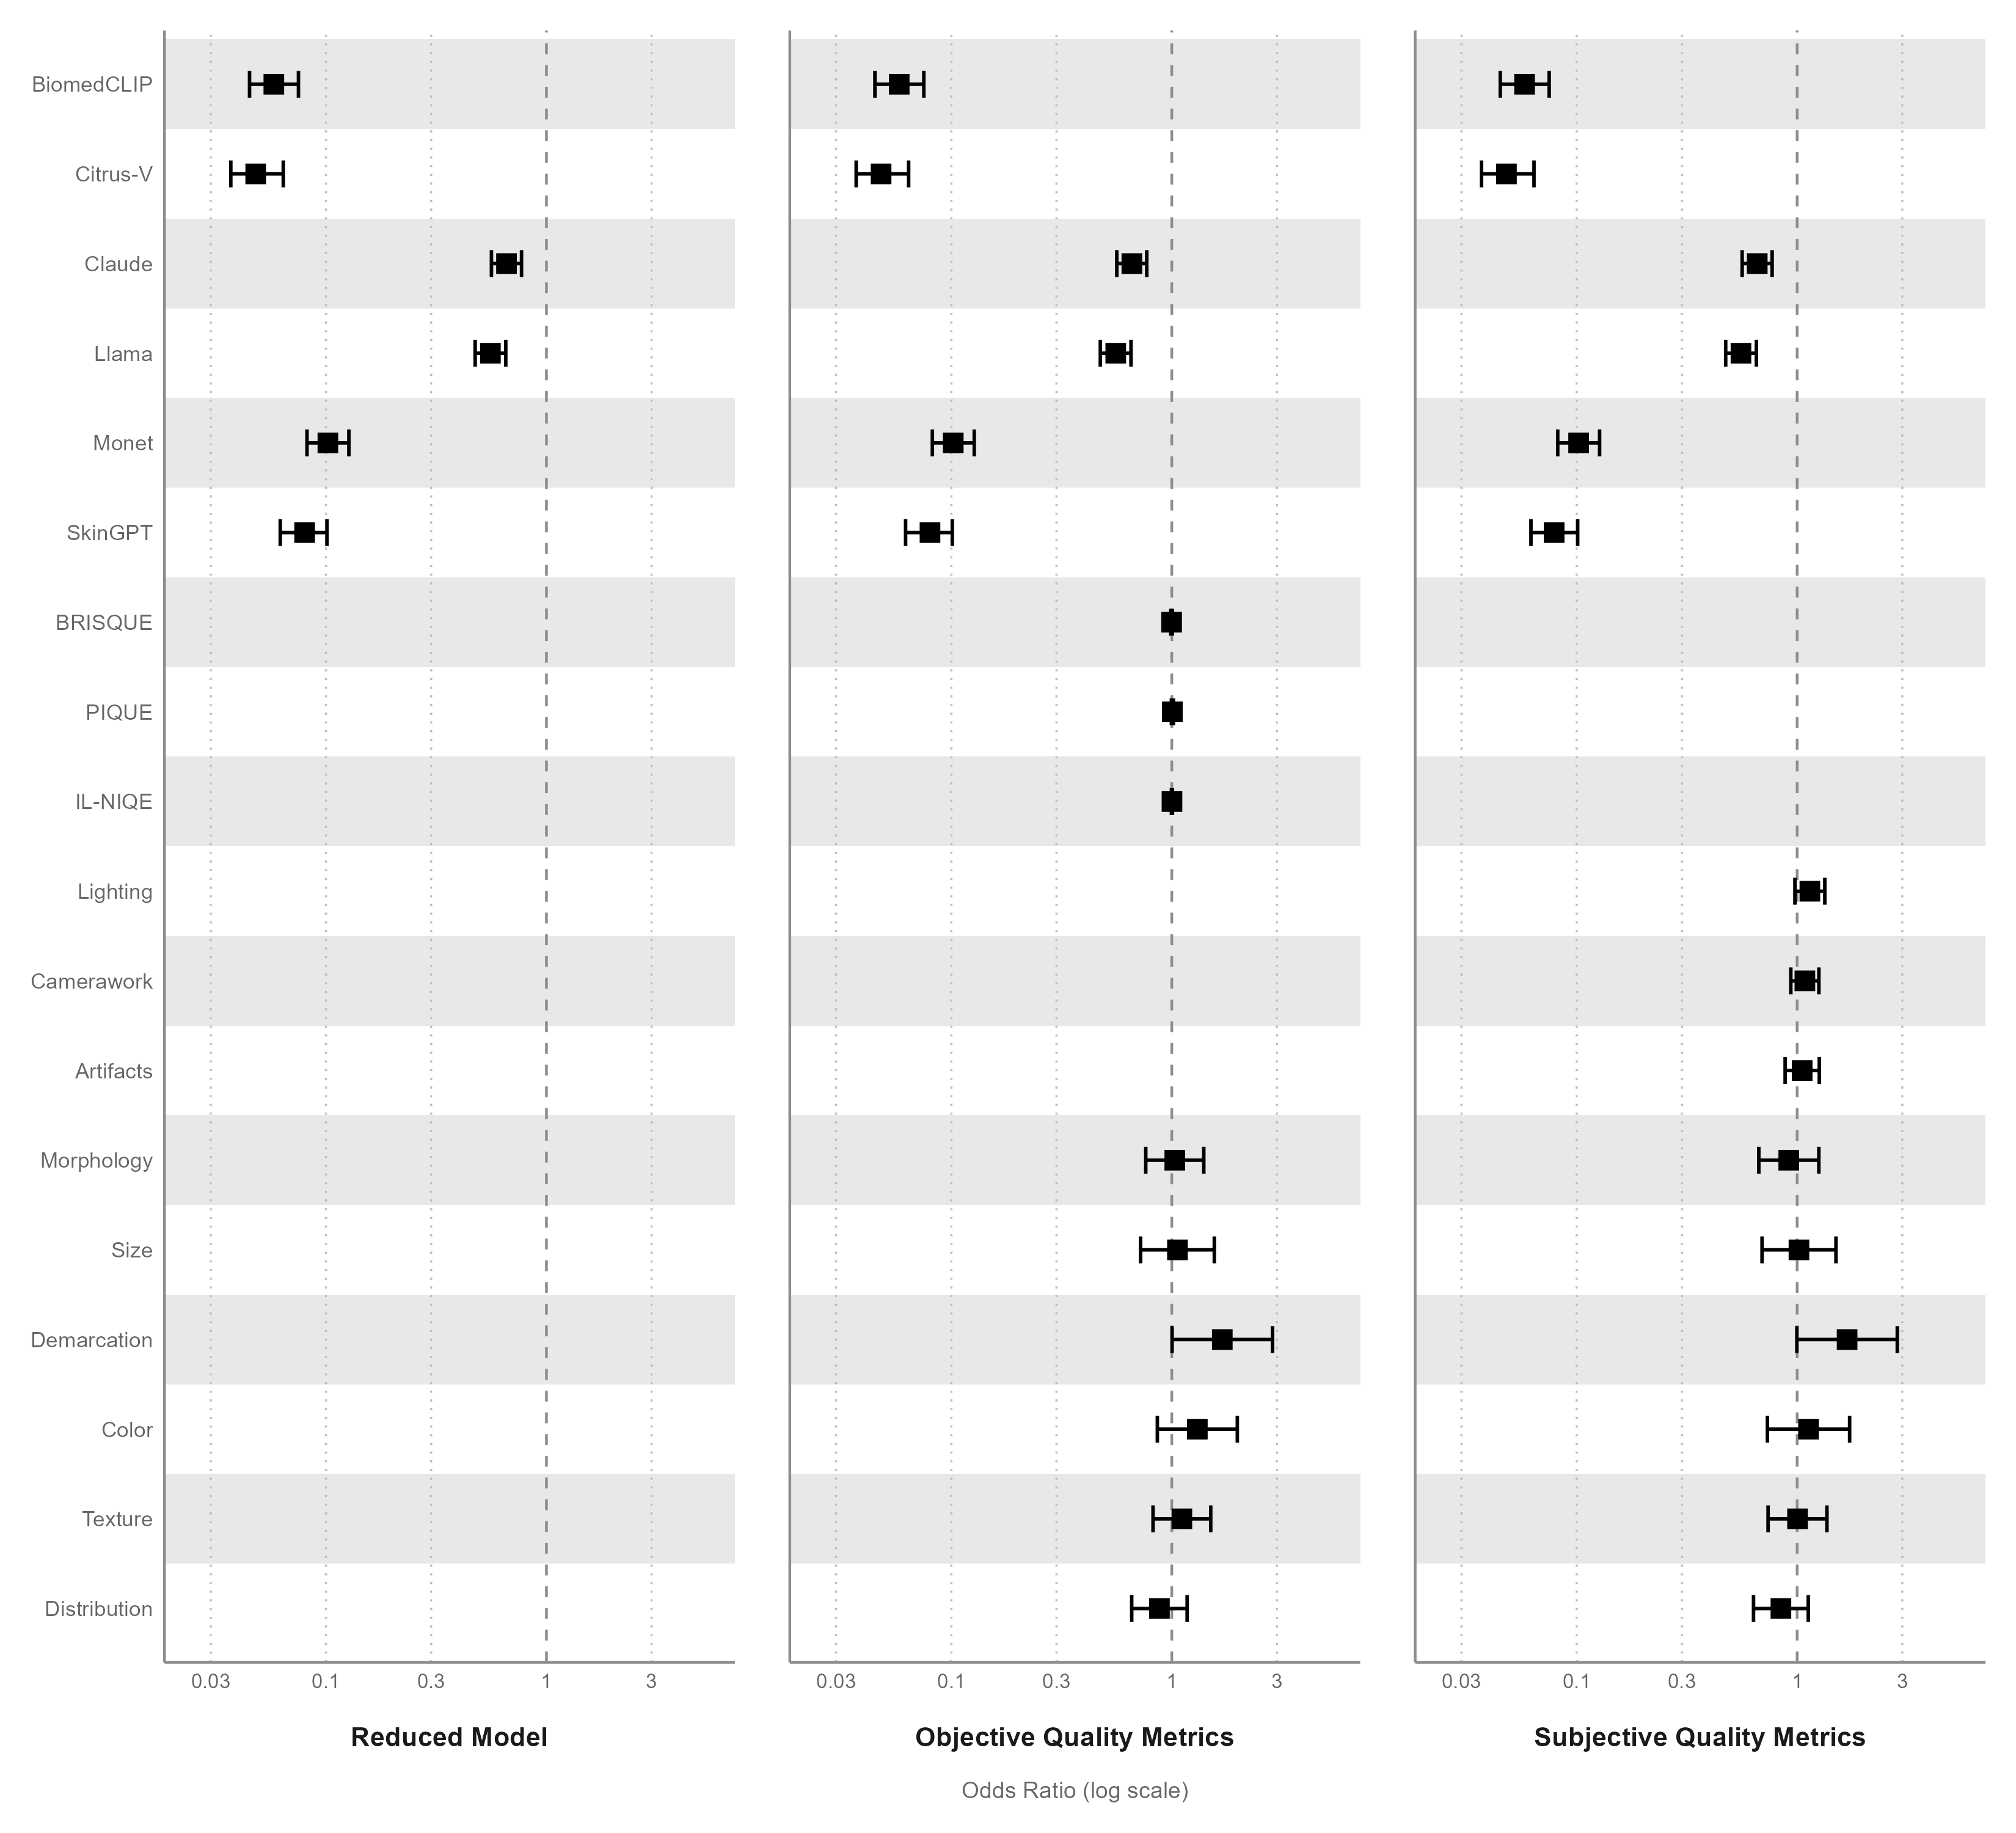 BiomedCLIP
Citrus-V
Claude
Llama
Monet
SkinGPT
BRISQUE
PIQUE
IL-NIQE
Lighting
Camerawork
Artifacts
Morphology
Size
Demarcation
Color
Texture
Distribution
0.03 0.1 0.3 1 3
0.03 0.1 0.3 1 3
0.03 0.1 0.3 1 3
Reduced Model
Objective Quality Metrics
Subjective Quality Metrics
Odds Ratio (log scale)